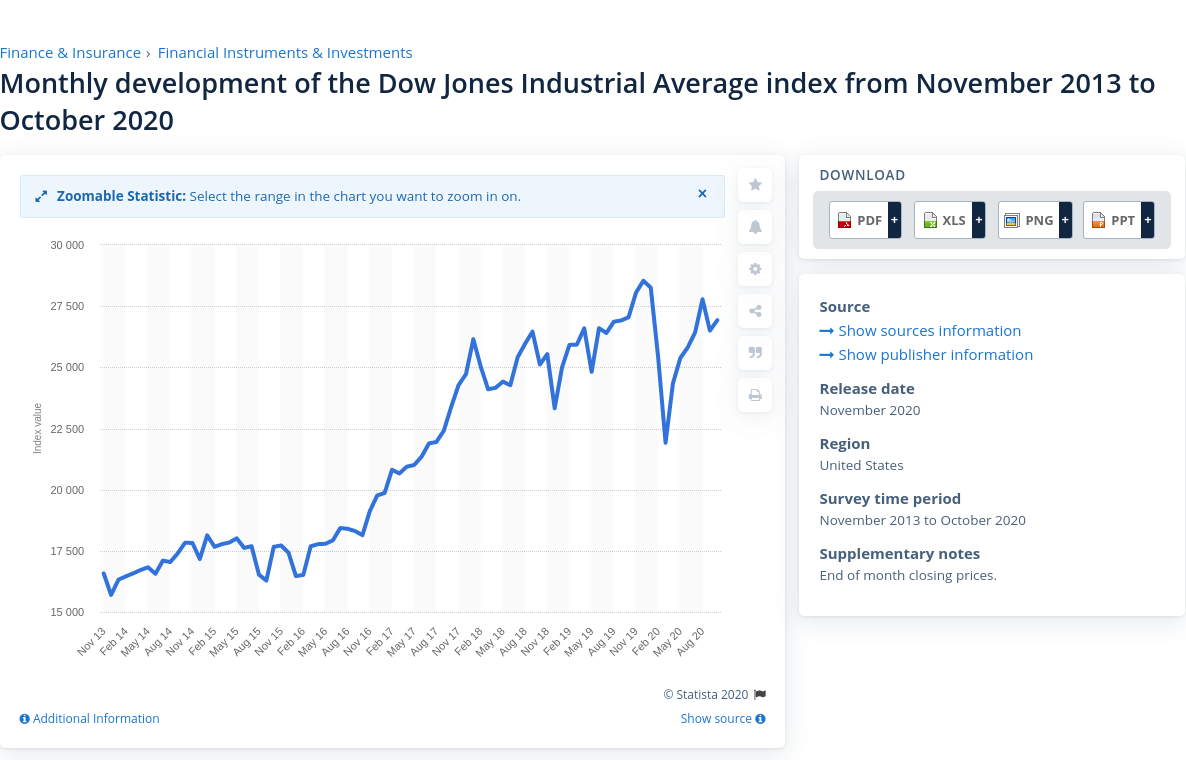 Finance & Insurance › Financial Instruments & Investments
Monthly development of the Dow Jones Industrial Average index from November 2013 to
October 2020
Zoomable Statistic: Select the range in the chart you want to zoom in on.
×
30 000
27 500
25 000
22 500
20 000
17 500
15 000
Index value
Nov 13
Feb 14
May 14
Aug 14
Nov 14
Feb 15
May 15
Aug 15
Nov 15
Feb 16
May 16
Aug 16
Nov 16
Feb 17
May 17
Aug 17
Nov 17
Feb 18
May 18
Aug 18
Nov 18
Feb 19
May 19
Aug 19
Nov 19
Feb 20
May 20
Aug 20
© Statista 2020
Additional Information
Show source
DOWNLOAD
PDF + XLS + PNG + PPT +
Source
Show sources information
Show publisher information
Release date
November 2020
Region
United States
Survey time period
November 2013 to October 2020
Supplementary notes
End of month closing prices.